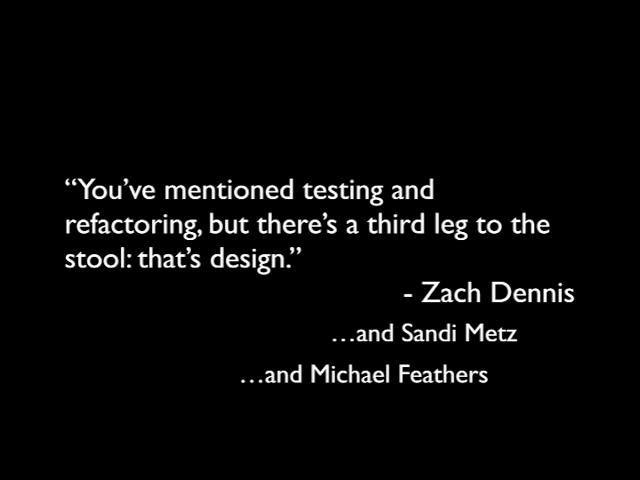 “You’ve mentioned testing and
refactoring, but there’s a third leg to the
stool: that’s design.”
- Zach Dennis
…and Sandi Metz
…and Michael Feathers